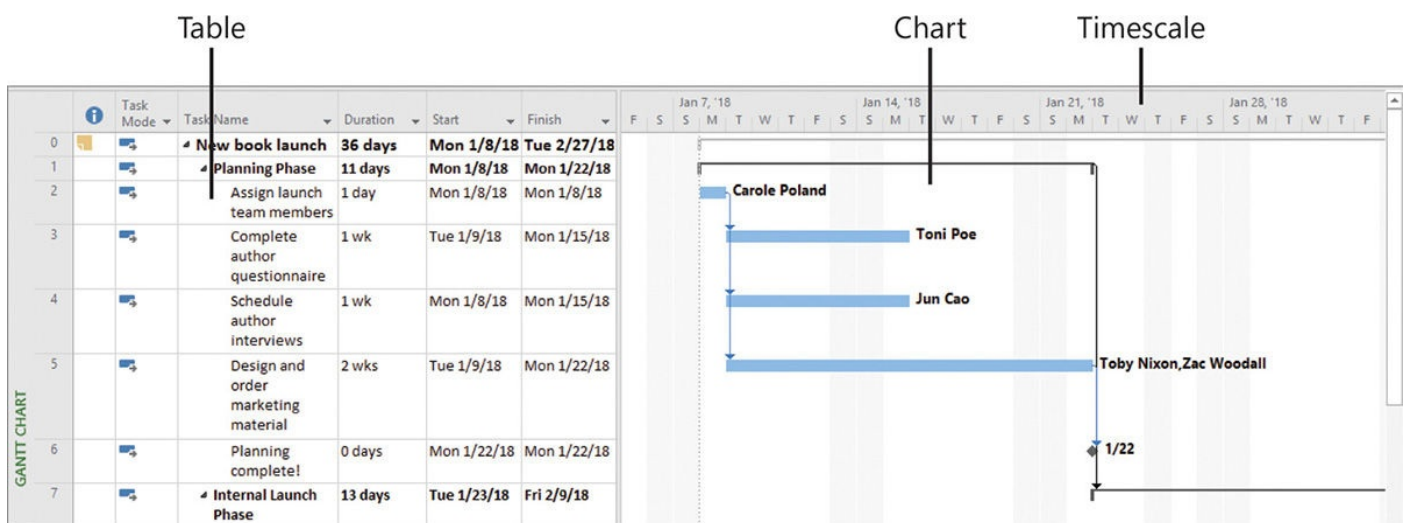 Table Chart Timescale
Jan 7, '18 Jan 14, '18 Jan 21, '18 Jan 28, '18
Task Mode Task Name Duration Start Finish F S S M T W T F S S M T W T F S S M T W T F S S M T W T F
0 New book launch 36 days Mon 1/8/18 Tue 2/27/18
1 Planning Phase 11 days Mon 1/8/18 Mon 1/22/18
2 Assign launch 1 day Mon 1/8/18 Mon 1/8/18 Carole Poland
team members
3 Complete 1 wk Tue 1/9/18 Mon 1/15/18 Toni Poe
author
questionnaire
4 Schedule 1 wk Mon 1/8/18 Mon 1/15/18 Jun Cao
author
interviews
5 Design and 2 wks Tue 1/9/18 Mon 1/22/18 Toby Nixon,Zac Woodall
order
marketing
material
6 Planning 0 days Mon 1/22/18 Mon 1/22/18 1/22
complete!
7 Internal Launch 13 days Tue 1/23/18 Fri 2/9/18
Phase
GANTT CHART